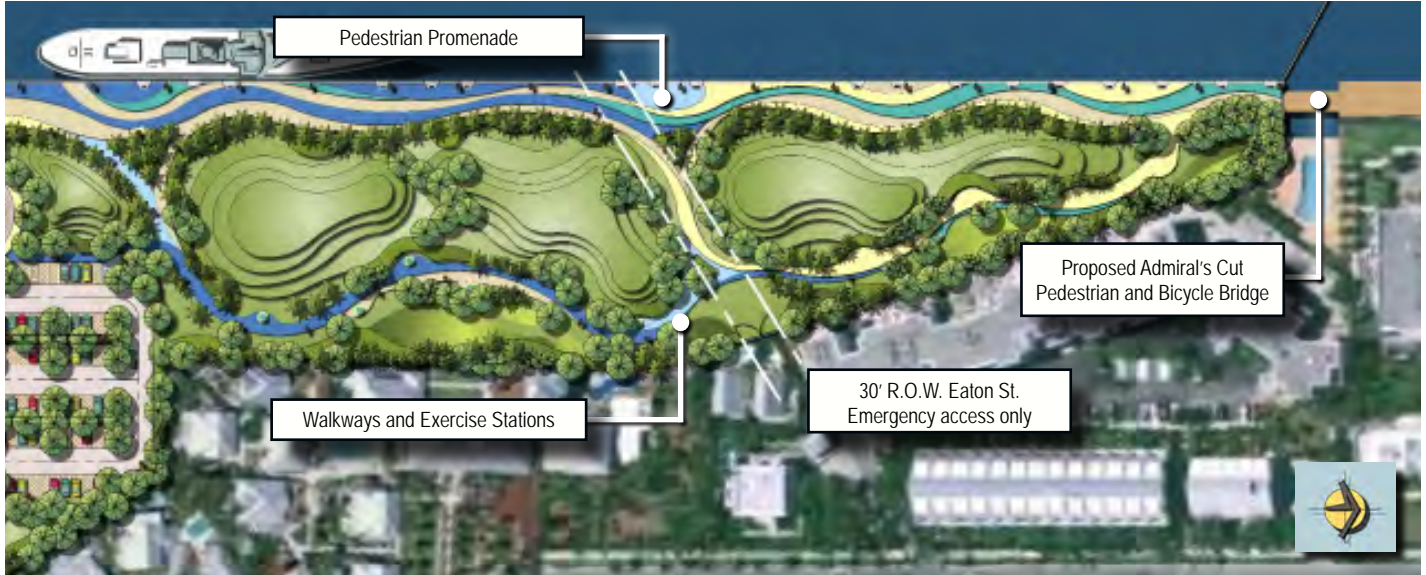 Pedestrian Promenade
Proposed Admiral's Cut
Pedestrian and Bicycle Bridge
30' R.O.W. Eaton St.
Emergency access only
Walkways and Exercise Stations